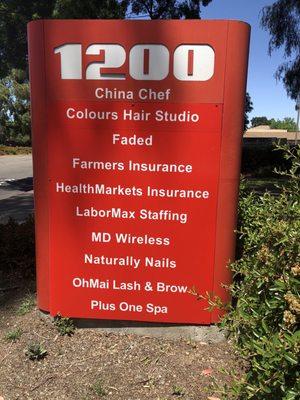 1200
China Chef
Colours Hair Studio
Faded
Farmers Insurance
HealthMarkets Insurance
LaborMax Staffing
MD Wireless
Naturally Nails
OhMai Lash & Brow
Plus One Spa